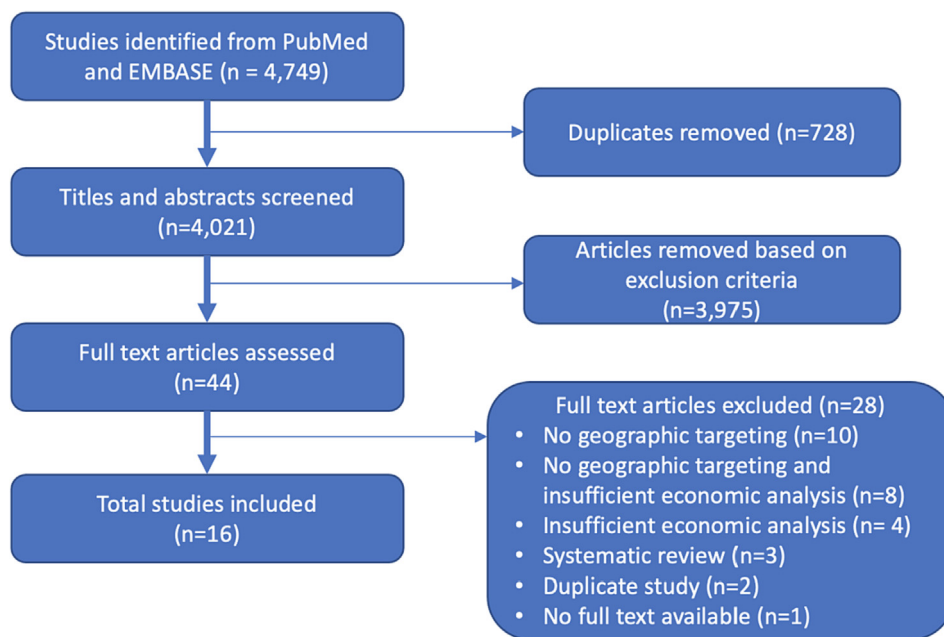 Studies identified from PubMed
and EMBASE (n = 4,749)
Duplicates removed (n=728)
Titles and abstracts screened
(n=4,021)
Articles removed based on
exclusion criteria
(n=3,975)
Full text articles assessed
(n=44)
Full text articles excluded (n=28)
• No geographic targeting (n=10)
• No geographic targeting and
insufficient economic analysis (n=8)
• Insufficient economic analysis (n= 4)
• Systematic review (n=3)
• Duplicate study (n=2)
• No full text available (n=1)
Total studies included
(n=16)